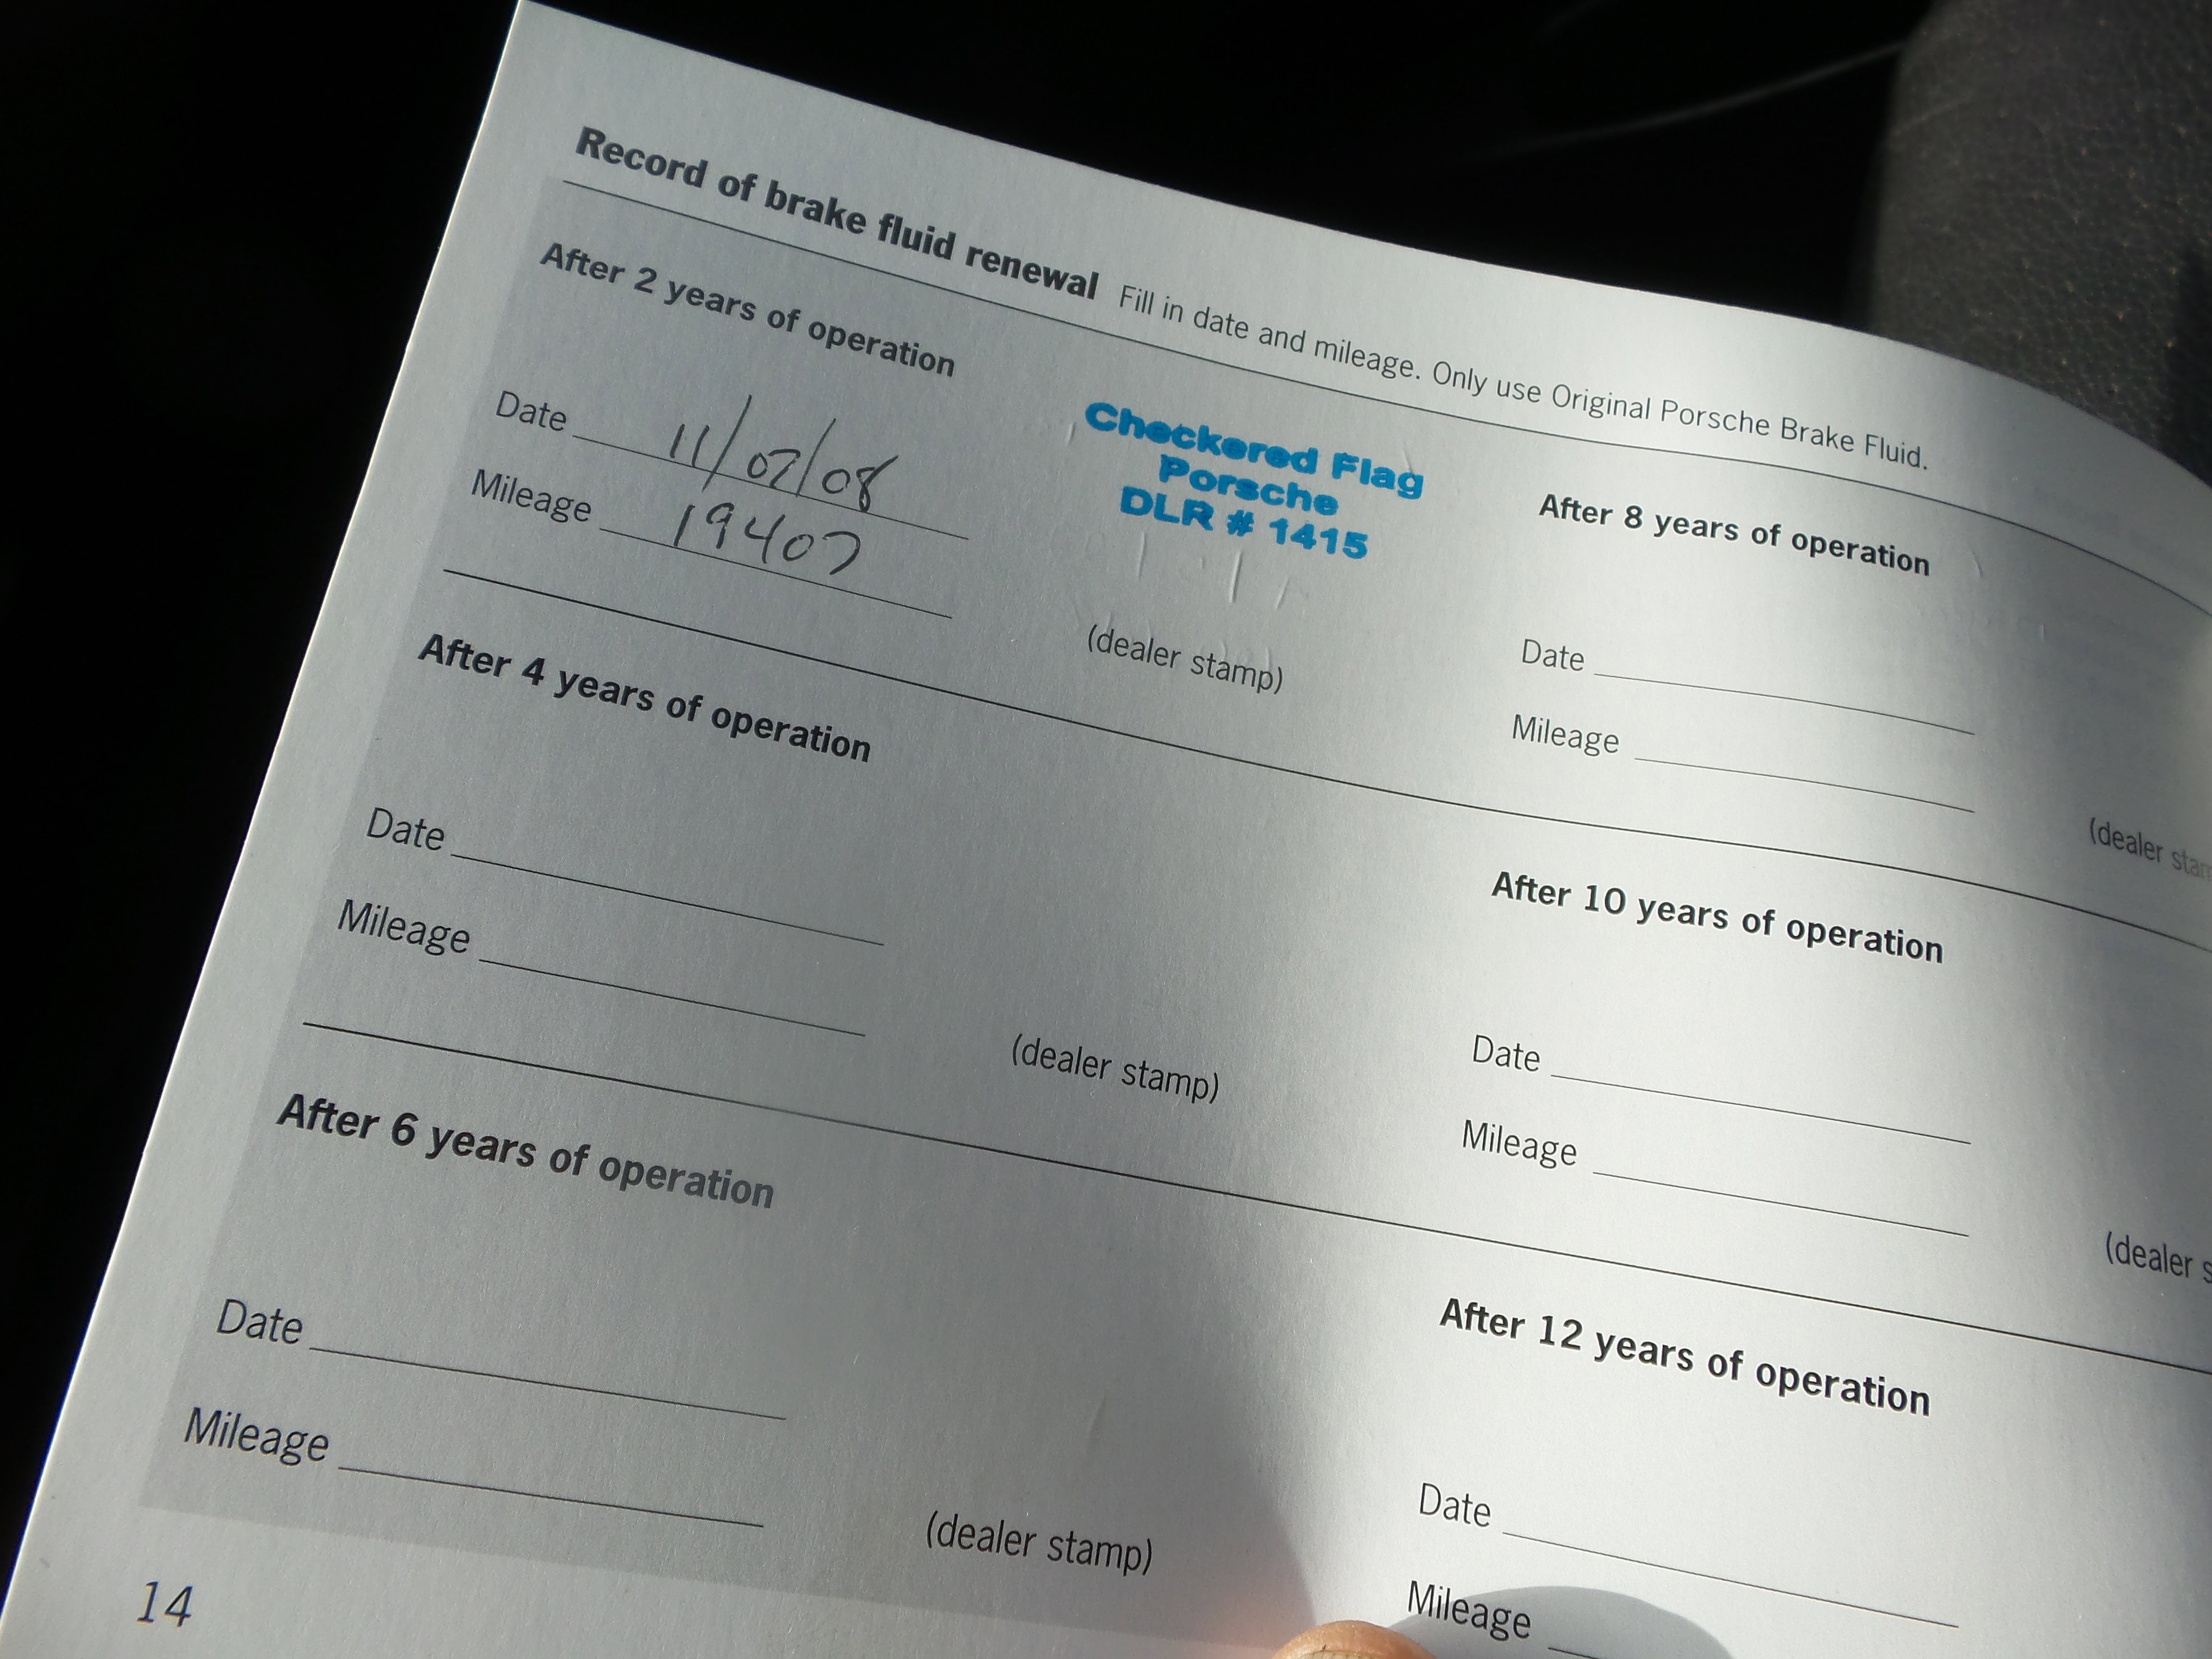 Record of brake fluid renewal Fill in date and mileage. Only use Original Porsche Brake Fluid.
After 2 years of operation
Date 11/07/08
Mileage 19407
Checkered Flag
Porsche
DLR # 1415
(dealer stamp)
After 4 years of operation
Date
Mileage
(dealer stamp)
After 6 years of operation
Date
Mileage
(dealer stamp)
14
After 8 years of operation
Date
Mileage
(dealer
After 10 years of operation
Date
Mileage
(dealer
After 12 years of operation
Date
Mileage